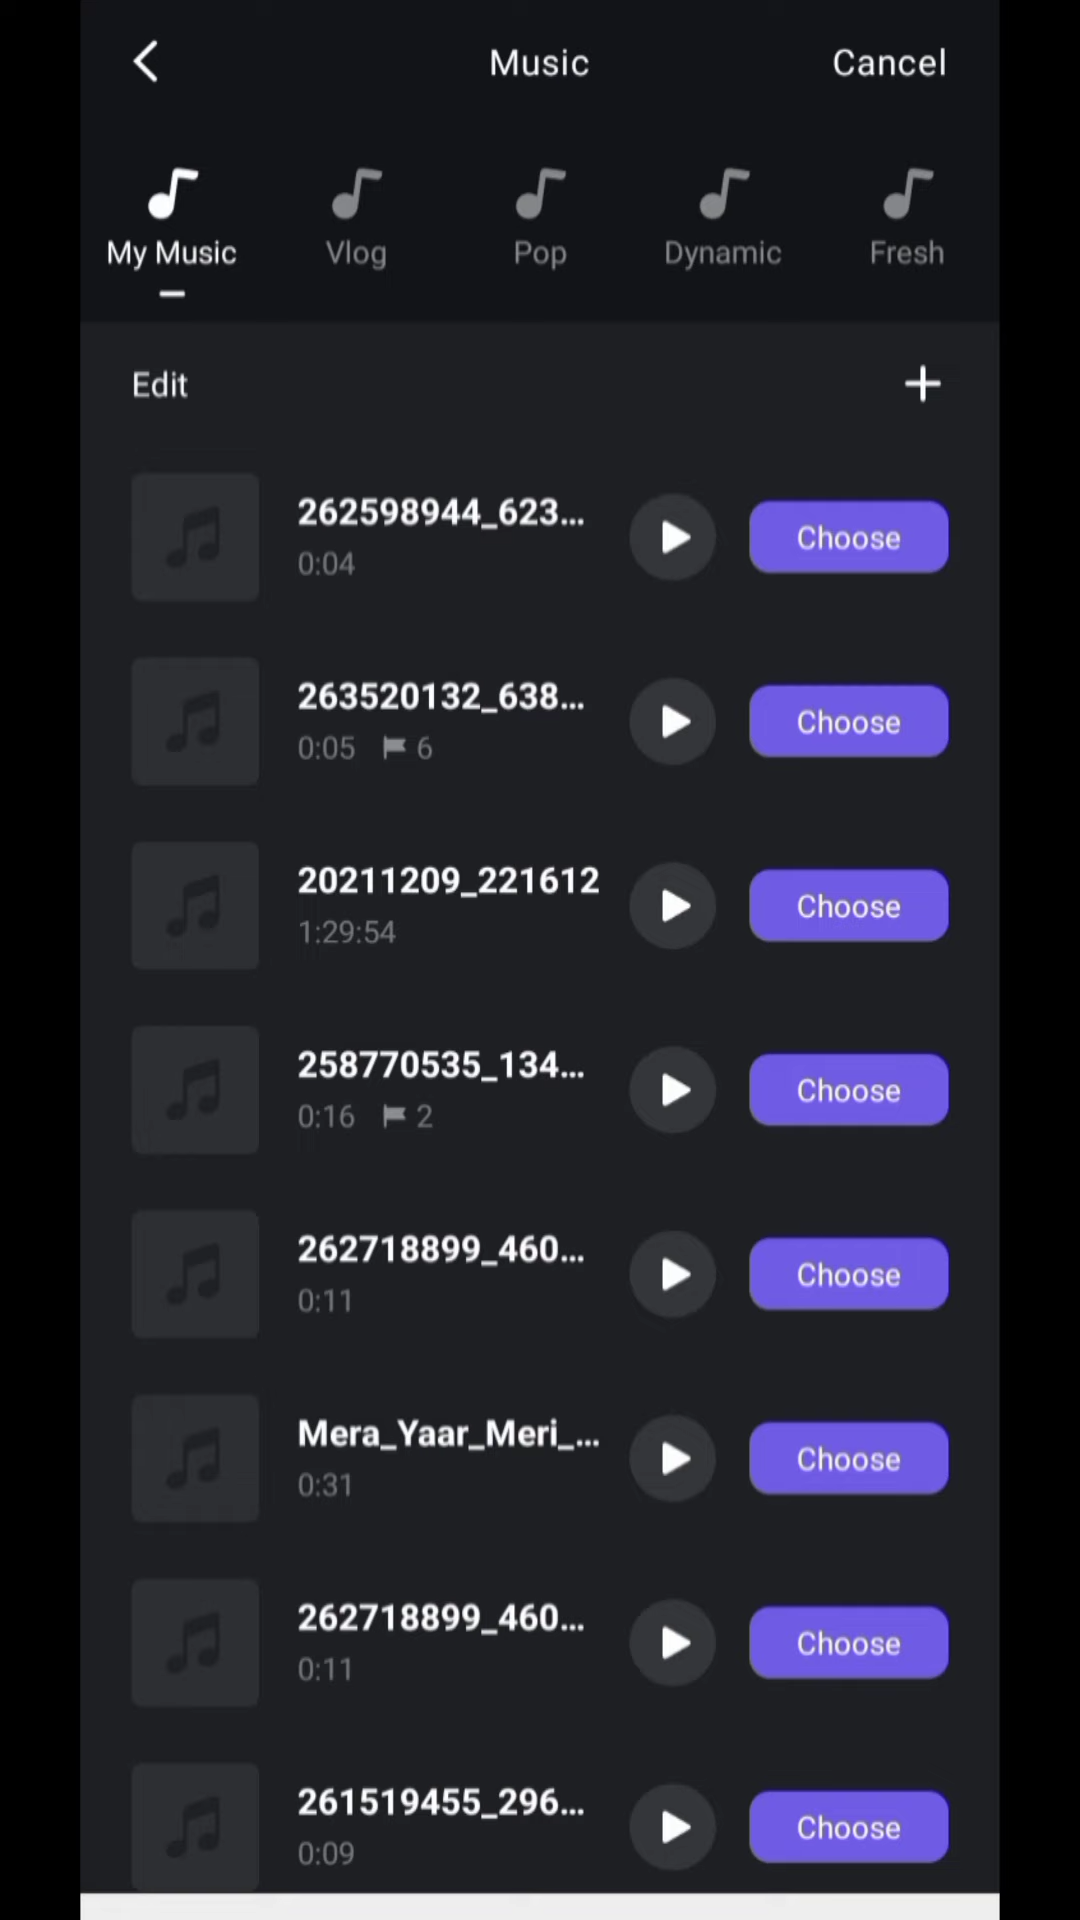 Music
Cancel
My Music
Vlog
Pop
Dynamic
Fresh
Edit
262598944_623...
0:04
Choose
263520132_638...
0:05
6
Choose
20211209_221612
1:29:54
Choose
258770535_134...
0:16
2
Choose
262718899_460...
0:11
Choose
Mera_Yaar_Meri_...
0:31
Choose
262718899_460...
0:11
Choose
261519455_296...
0:09
Choose